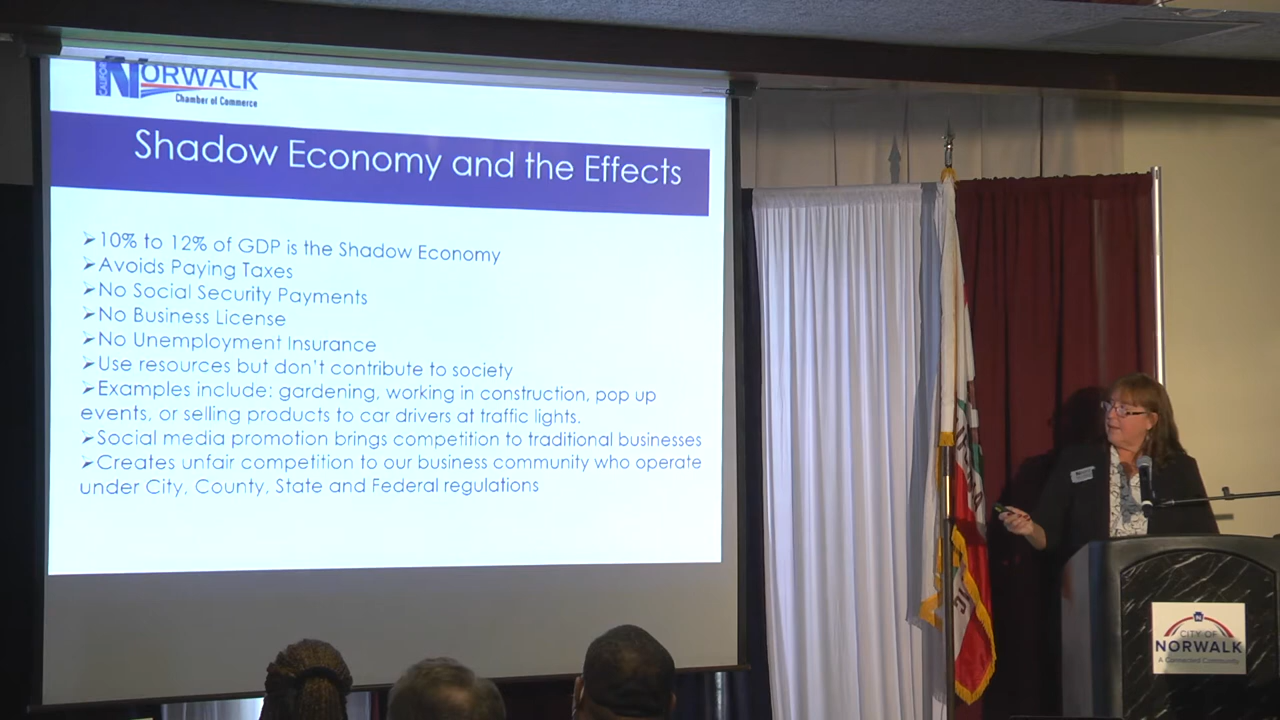 CALIFORNIA
NORWALK
Chamber of Commerce
Shadow Economy and the Effects
➢10% to 12% of GDP is the Shadow Economy
➢Avoids Paying Taxes
➢No Social Security Payments
➢No Business License
➢No Unemployment Insurance
➢Use resources but don't contribute to society
➢Examples include: gardening, working in construction, pop up
events, or selling products to car drivers at traffic lights.
➢Social media promotion brings competition to traditional businesses
➢Creates unfair competition to our business community who operate
under City, County, State and Federal regulations
N
CITY OF
NORWALK
A Connected Community